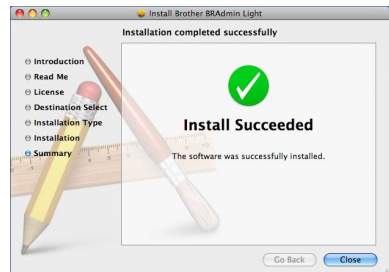 Install Brother BRAdmin Light
Installation completed successfully
Introduction
Read Me
License
Destination Select
Installation Type
Installation
Summary
Install Succeeded
The software was successfully installed.
Go Back
Close